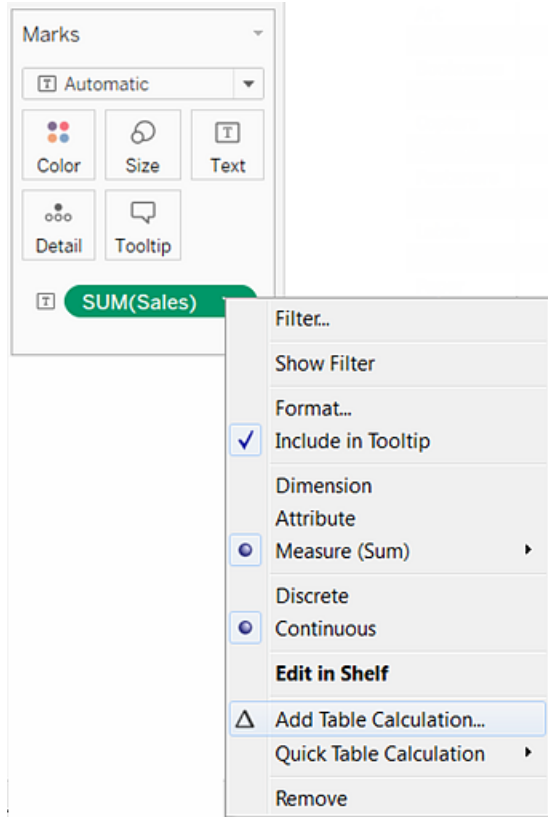 Marks
T Automatic
Color Size Text
Detail Tooltip
T SUM(Sales)
Filter...
Show Filter
Format...
Include in Tooltip
Dimension
Attribute
Measure (Sum)
Discrete
Continuous
Edit in Shelf
Add Table Calculation...
Quick Table Calculation
Remove